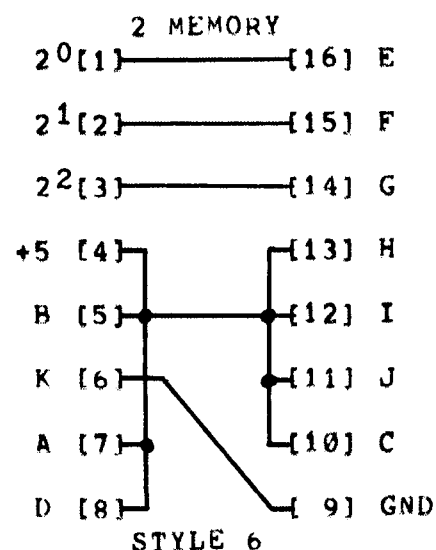 2 MEMORY
2⁰[1] [16] E
2¹[2] [15] F
2²[3] [14] G
+5 [4] [13] H
B [5] [12] I
K [6] [11] J
A [7] [10] C
D [8] [ 9] GND
STYLE 6